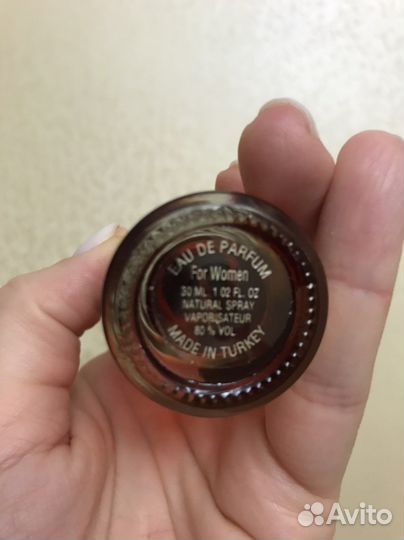 EAU DE PARFUM
For Women
30 ML 1 02 FL. OZ
NATURAL SPRAY
VAPORISATEUR
80 % VOL
MADE IN TURKEY
Avito